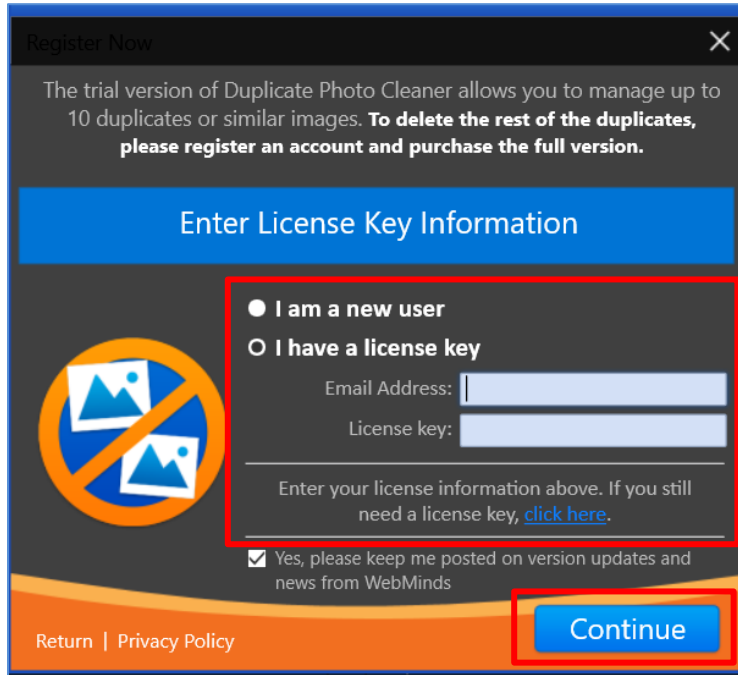 Register Now
The trial version of Duplicate Photo Cleaner allows you to manage up to
10 duplicates or similar images. To delete the rest of the duplicates,
please register an account and purchase the full version.
Enter License Key Information
I am a new user
I have a license key
Email Address:
License key:
Enter your license information above. If you still
need a license key, click here.
Yes, please keep me posted on version updates and
news from WebMinds
Return | Privacy Policy
Continue